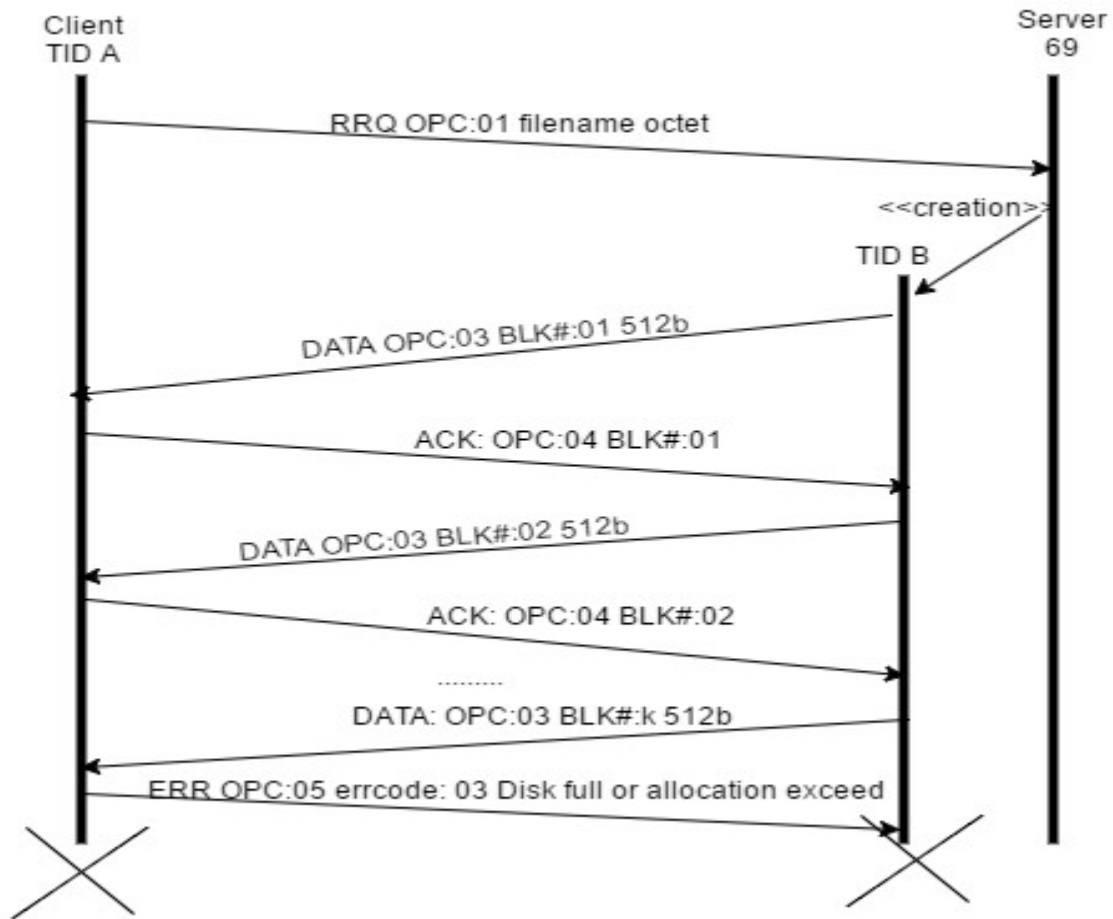 Client
TID A
Server
69
RRQ OPC:01 filename octet
<<creation>>
TID B
DATA OPC:03 BLK#:01 512b
ACK: OPC:04 BLK#:01
DATA OPC:03 BLK#:02 512b
ACK: OPC:04 BLK#:02
.........
DATA: OPC:03 BLK#:k 512b
ERR OPC:05 errcode: 03 Disk full or allocation exceed